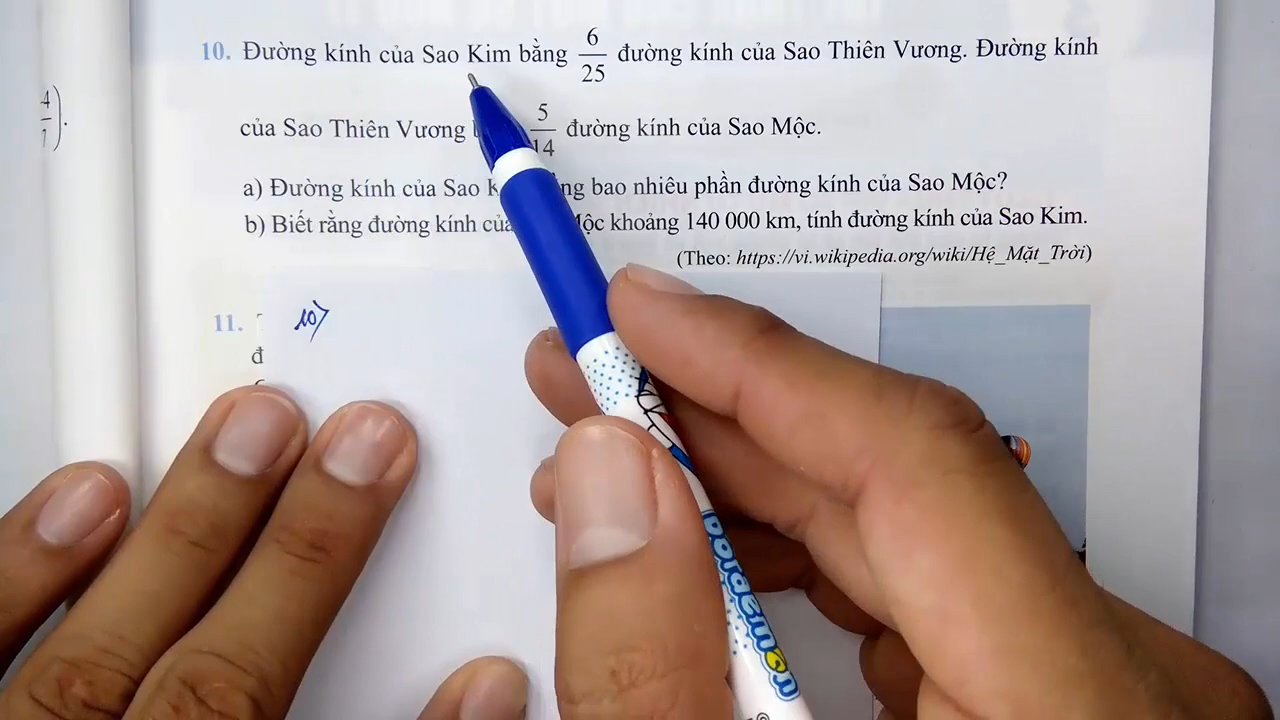 10. Đường kính của Sao Kim bằng 6/25 đường kính của Sao Thiên Vương. Đường kính
của Sao Thiên Vương 5/14 đường kính của Sao Mộc.
a) Đường kính của Sao bao nhiêu phần đường kính của Sao Mộc?
b) Biết rằng đường kính của Mộc khoảng 140 000 km, tính đường kính của Sao Kim.
(Theo: https://vi.wikipedia.org/wiki/Hệ_Mặt_Trời)
4/7).
11.
10)
Doraemon